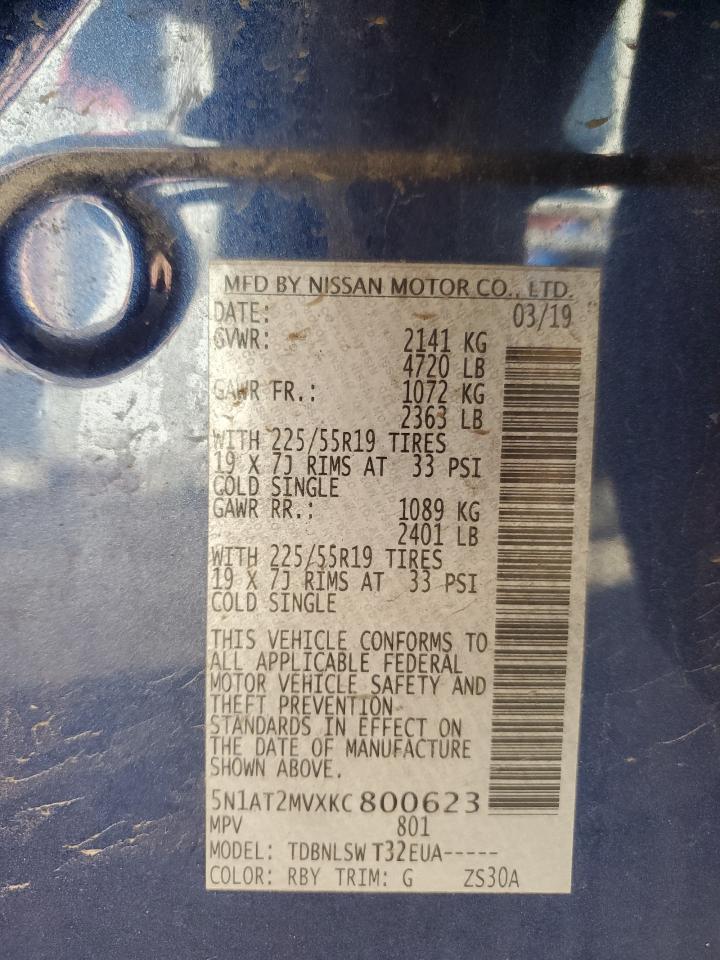 MFD BY NISSAN MOTOR CO., LTD.
DATE: 03/19
GVWR: 2141 KG
4720 LB
GAWR FR.: 1072 KG
2363 LB
WITH 225/55R19 TIRES
19 X 7J RIMS AT 33 PSI
COLD SINGLE
GAWR RR.: 1089 KG
2401 LB
WITH 225/55R19 TIRES
19 X 7J RIMS AT 33 PSI
COLD SINGLE
THIS VEHICLE CONFORMS TO
ALL APPLICABLE FEDERAL
MOTOR VEHICLE SAFETY AND
THEFT PREVENTION
STANDARDS IN EFFECT ON
THE DATE OF MANUFACTURE
SHOWN ABOVE.
5N1AT2MVXKC800623
MPV 801
MODEL: TDBNLSW T32EUA-----
COLOR: RBY TRIM: G ZS30A